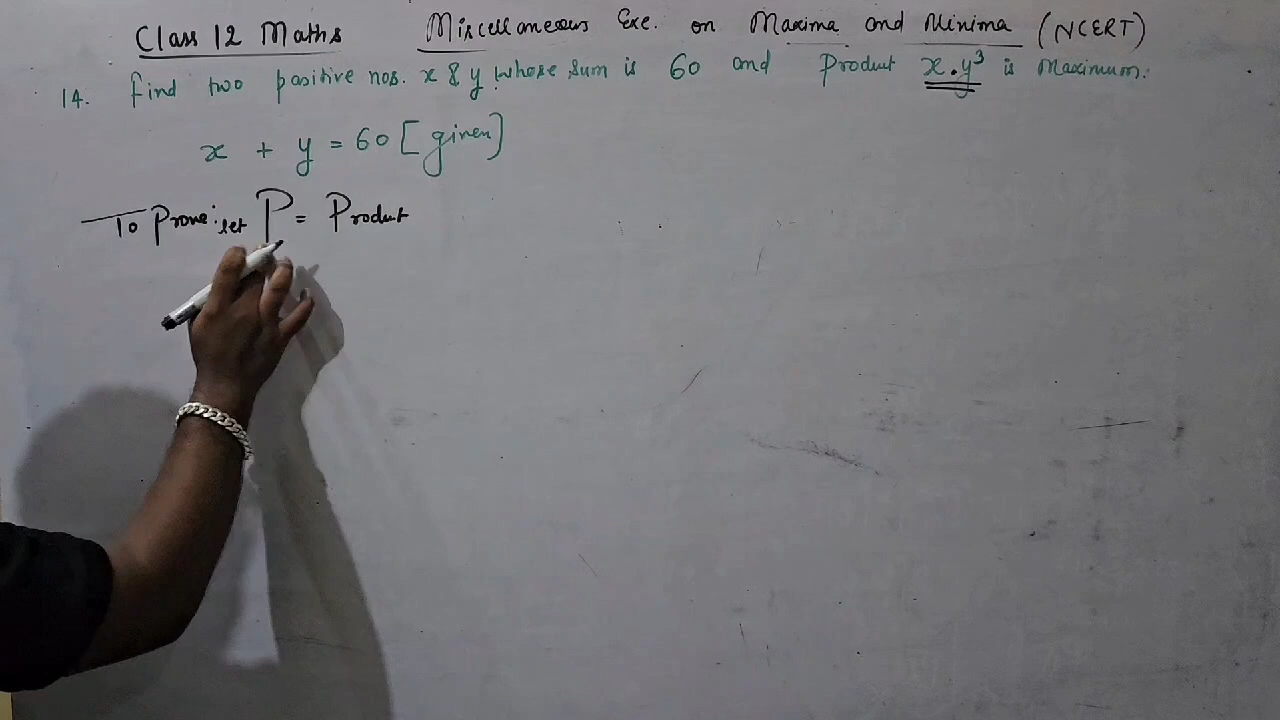 Class 12 Maths Miscellaneous Exe. on Maxima and Minima (NCERT)
14. Find two positive nos. x & y whose sum is 60 and Product x.y³ is Maximum.
x + y = 60 [given]
To Prove: let P = Product